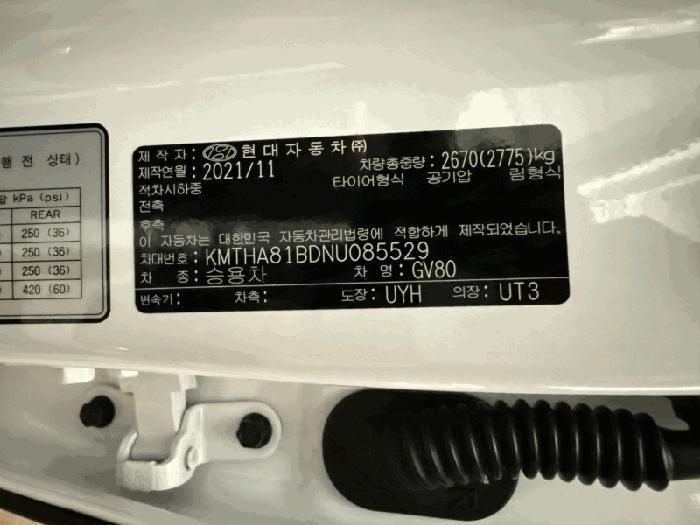 행 전 상태)
kPa (psi)
REAR
250 (36)
250 (36)
250 (36)
420 (60)
제 작 자: 현대자동차㈜
제작연월: 2021/11
차량총중량: 2670(2775)kg
적차시하중
타이어형식 공기압 림형식
전축
후축
이 자동차는 대한민국 자동차관리법령에 적합하게 제작되었습니다.
차대번호: KMTHA81BDNU085529
차 종: 승용차 차 명: GV80
변속기: 차축: 도장: UYH 의장: UT3